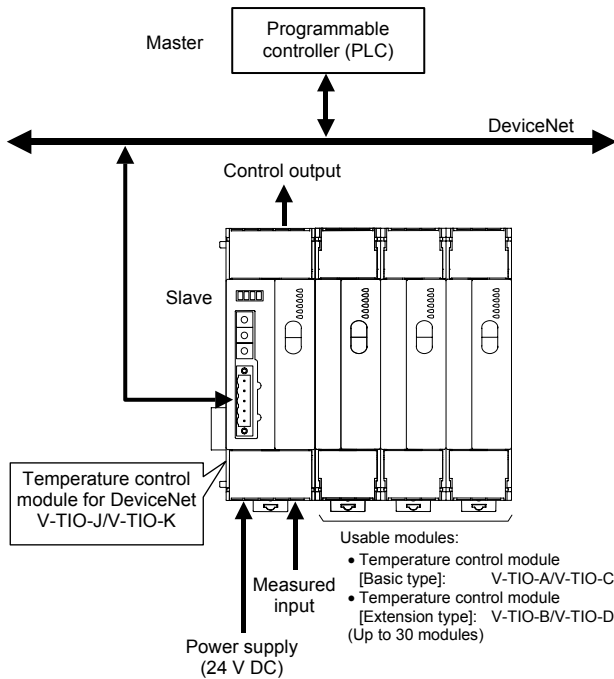 Master
Programmable
controller (PLC)
DeviceNet
Control output
Slave
Temperature control
module for DeviceNet
V-TIO-J/V-TIO-K
Measured
input
Power supply
(24 V DC)
Usable modules:
• Temperature control module
[Basic type]: V-TIO-A/V-TIO-C
• Temperature control module
[Extension type]: V-TIO-B/V-TIO-D
(Up to 30 modules)